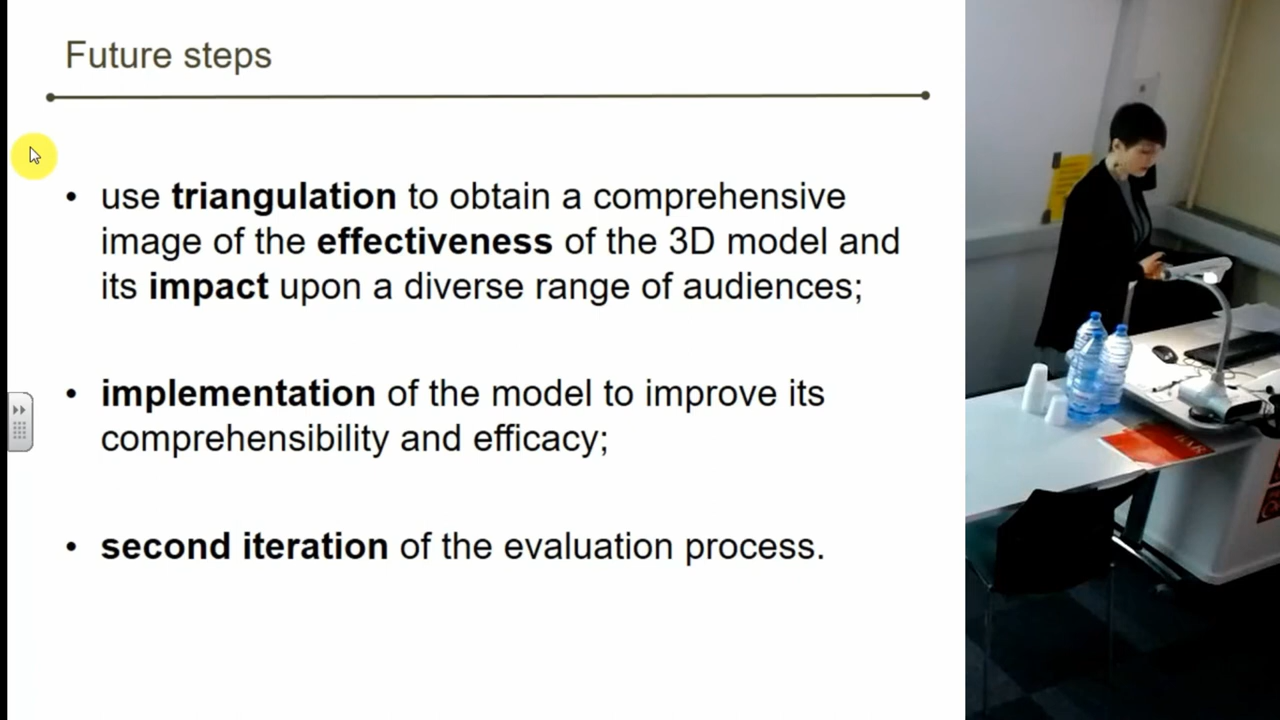 Future steps
• use triangulation to obtain a comprehensive
image of the effectiveness of the 3D model and
its impact upon a diverse range of audiences;
• implementation of the model to improve its
comprehensibility and efficacy;
• second iteration of the evaluation process.
BAR